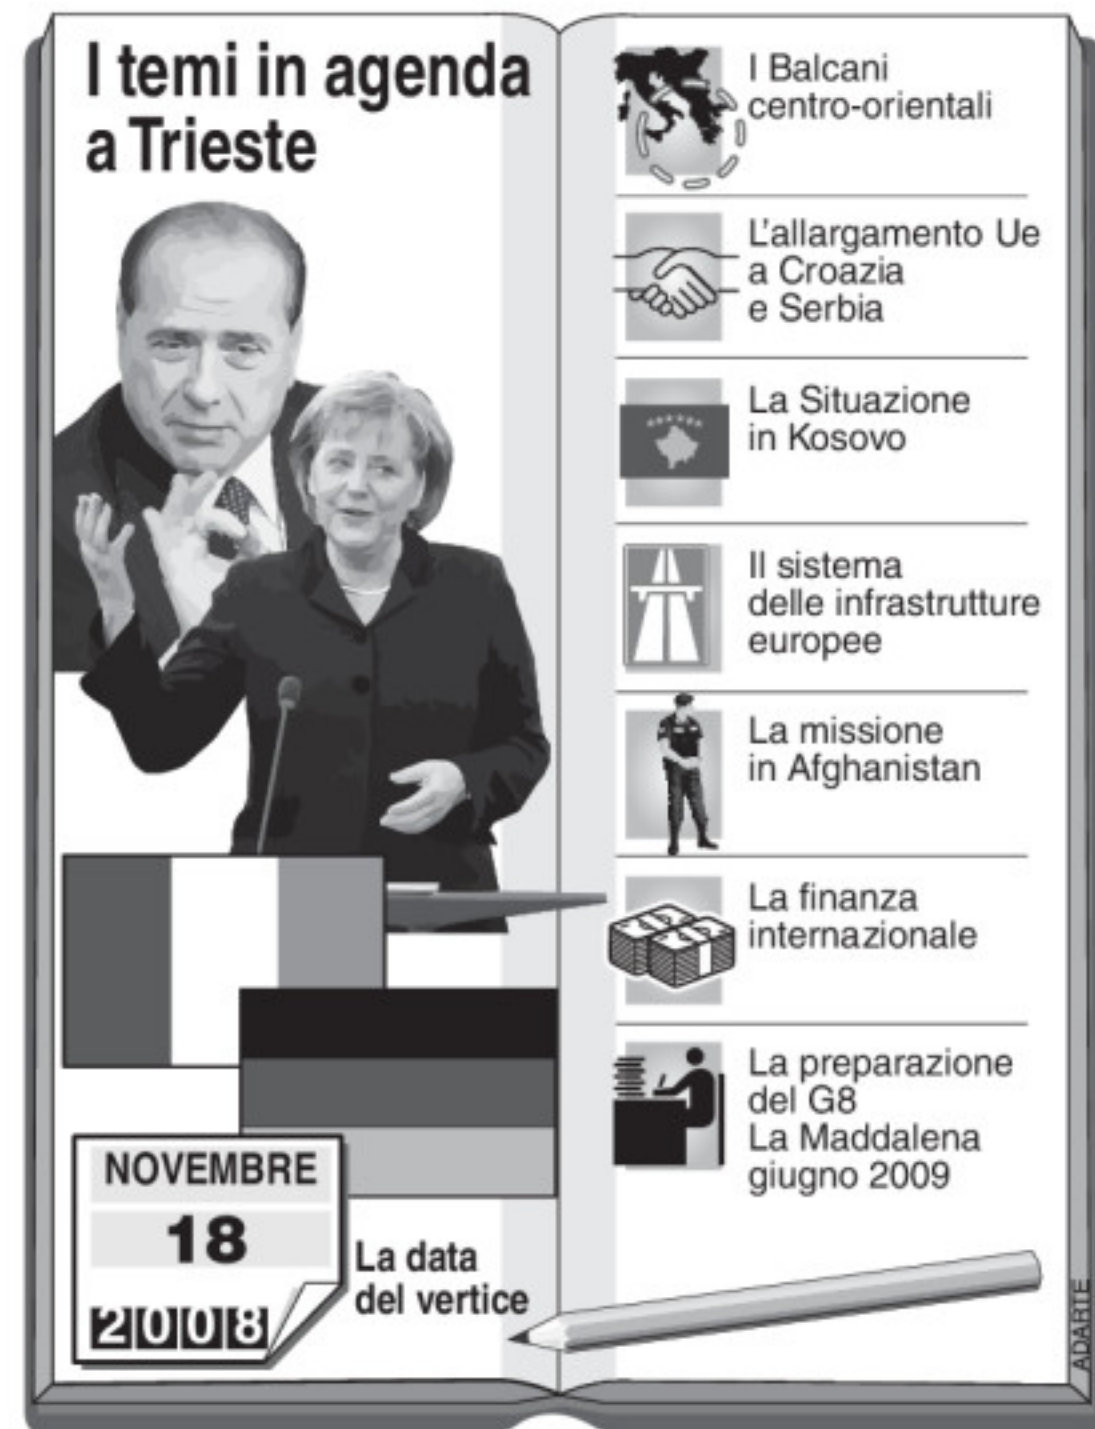 I temi in agenda
a Trieste
NOVEMBRE
18
2008
La data
del vertice
I Balcani
centro-orientali
L'allargamento Ue
a Croazia
e Serbia
La Situazione
in Kosovo
Il sistema
delle infrastrutture
europee
La missione
in Afghanistan
La finanza
internazionale
La preparazione
del G8
La Maddalena
giugno 2009
ADARTE